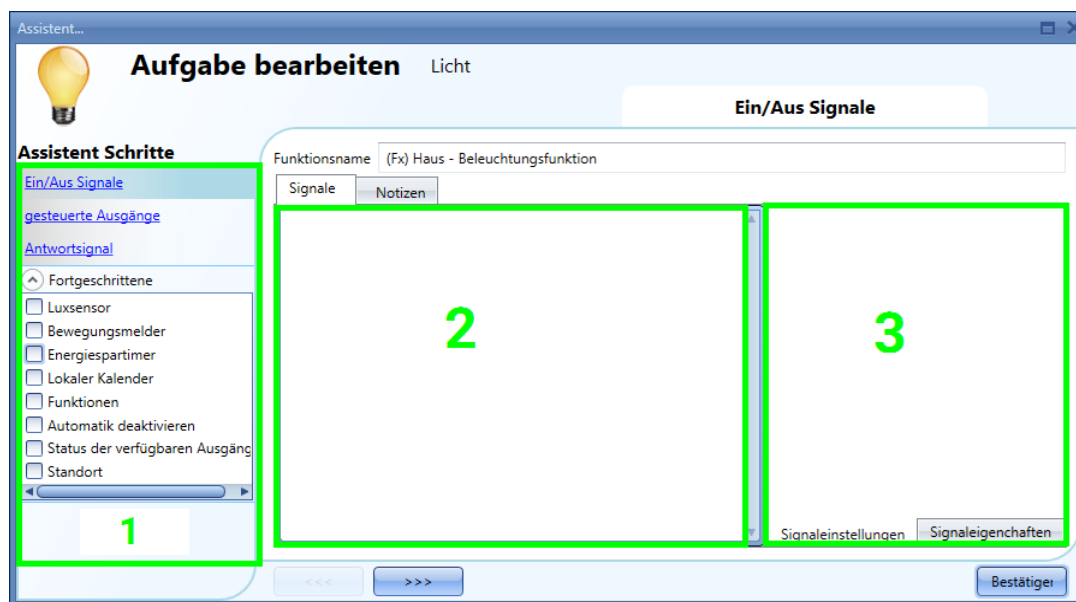 Assistent...
Aufgabe bearbeiten Licht
Ein/Aus Signale
Assistent Schritte
Ein/Aus Signale
gesteuerte Ausgänge
Antwortsignal
Fortgeschrittene
Luxsensor
Bewegungsmelder
Energiespartimer
Lokaler Kalender
Funktionen
Automatik deaktivieren
Status der verfügbaren Ausgäng
Standort
1
Funktionsname (Fx) Haus - Beleuchtungsfunktion
Signale Notizen
2
3
Signaleinstellungen Signaleigenchaften
<<< >>> Bestätiger